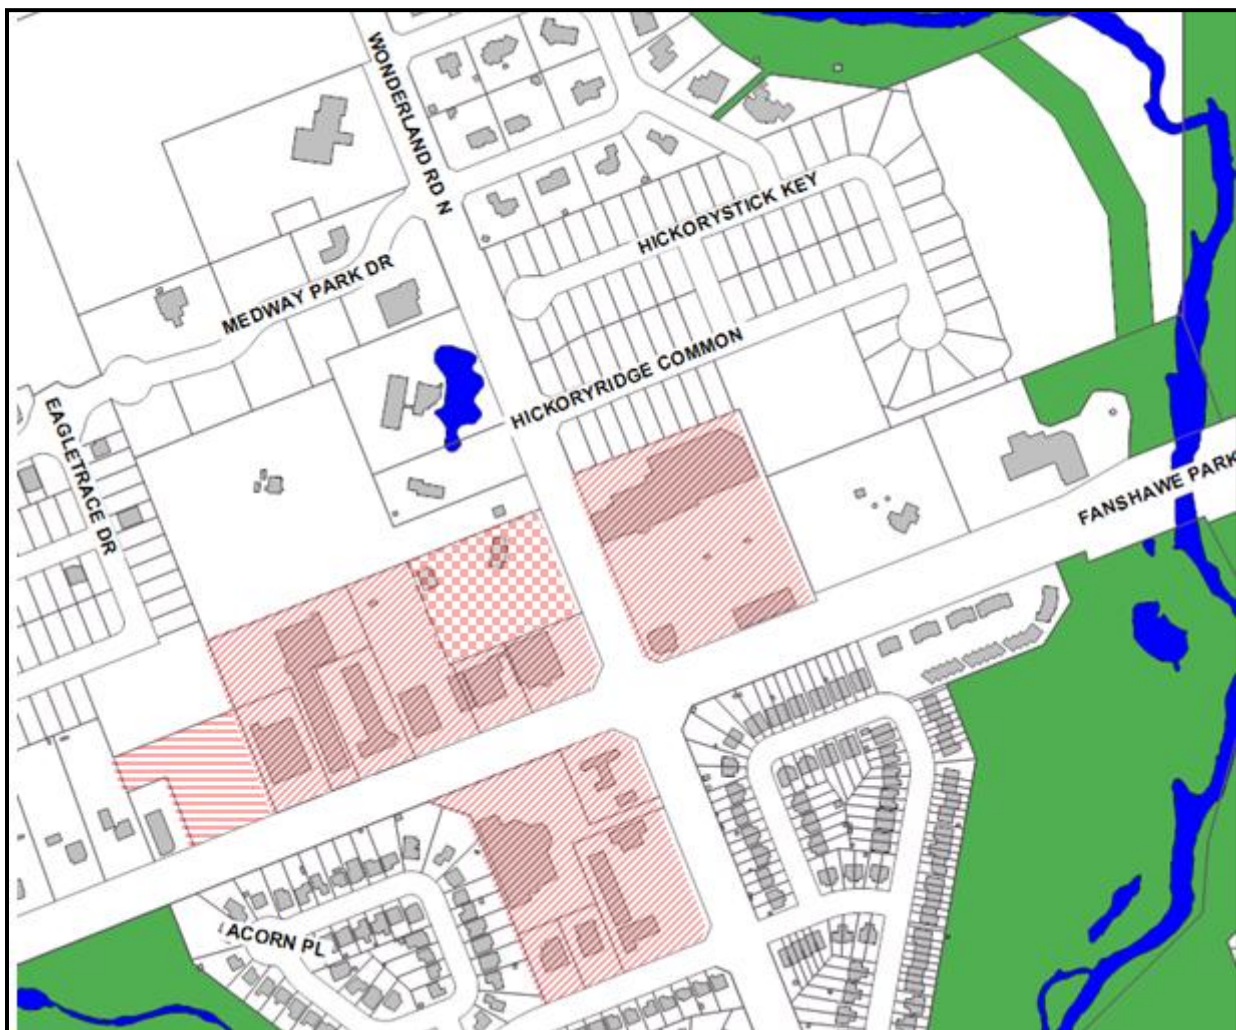 WONDERLAND RD N
HICKORYSTICK KEY
MEDWAY PARK DR
HICKORYRIDGE COMMON
EAGLETRACE DR
FANSHAWE PARK
ACORN PL